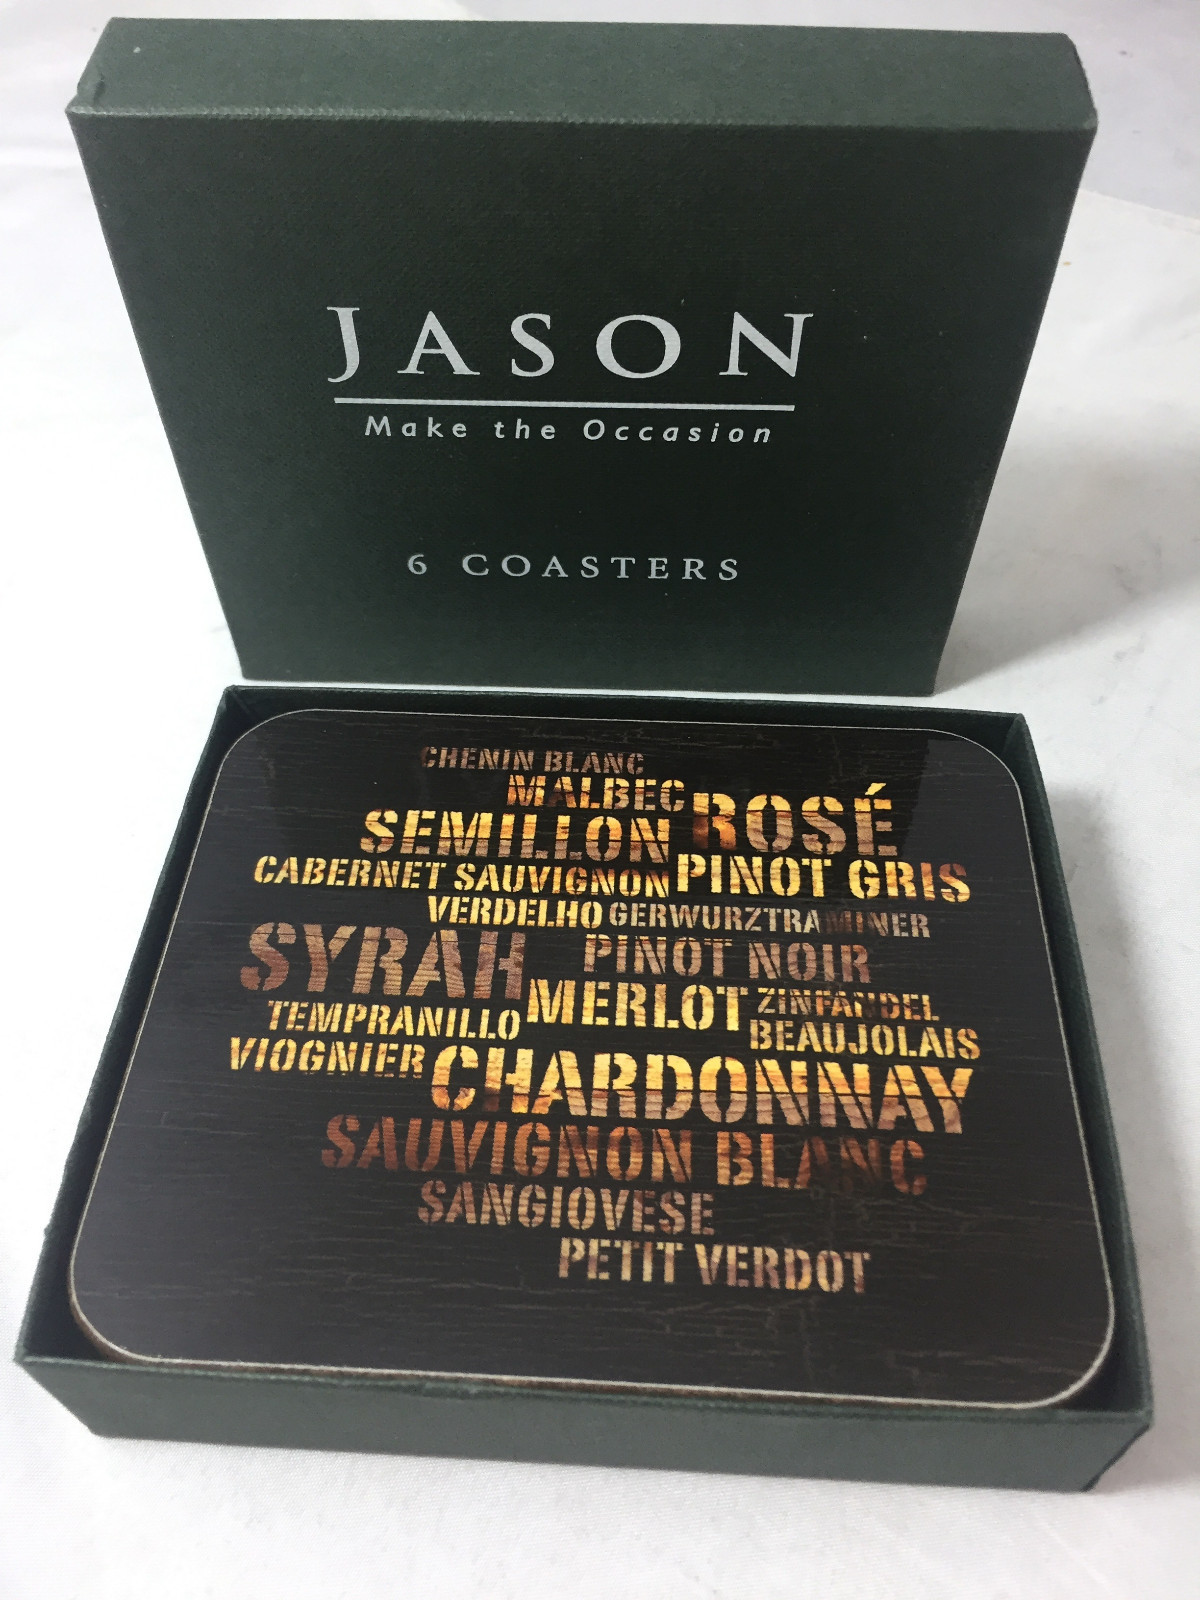 JASON
Make the Occasion
6 COASTERS
CHENIN BLANC
MALBEC ROSÉ
SEMILLON
CABERNET SAUVIGNON PINOT GRIS
VERDELHO GERWURZTRAMINER
SYRAH PINOT NOIR
MERLOT ZINFANDEL
TEMPRANILLO BEAUJOLAIS
VIOGNIER CHARDONNAY
SAUVIGNON BLANC
SANGIOVESE
PETIT VERDOT